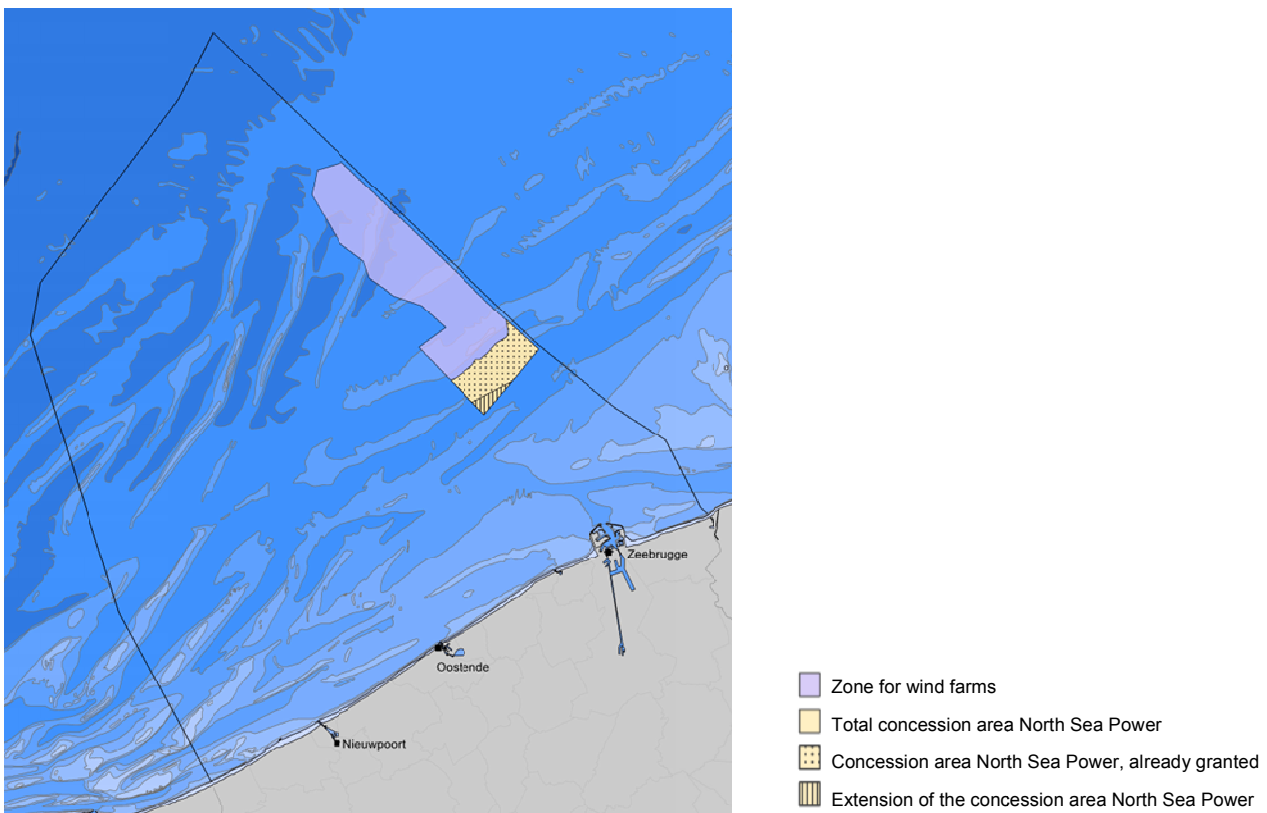 Zeebrugge
Oostende
Nieuwpoort
Zone for wind farms
Total concession area North Sea Power
Concession area North Sea Power, already granted
Extension of the concession area North Sea Power